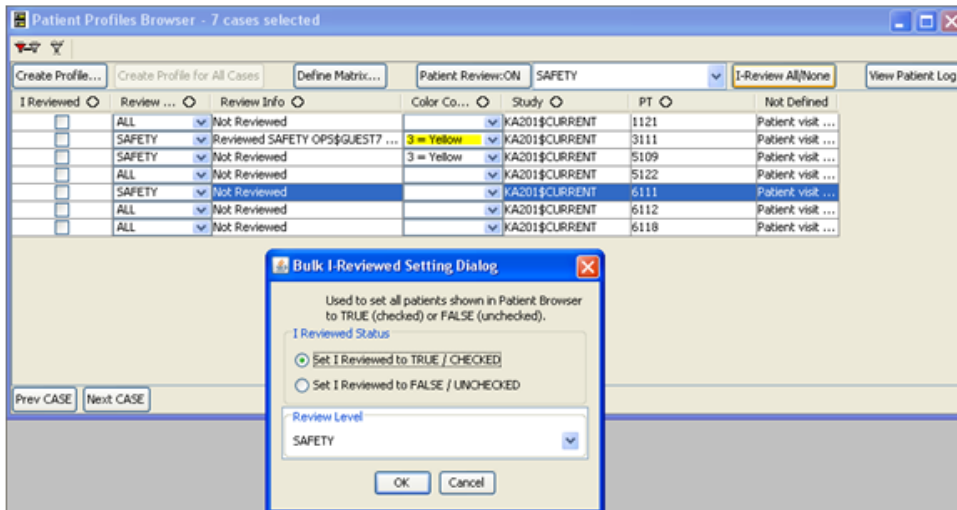 Patient Profiles Browser - 7 cases selected
Create Profile... Create Profile for All Cases Define Matrix... Patient Review:ON SAFETY I-Review All/None View Patient Log
I Reviewed Review ... Review Info Color Co... Study PT Not Defined
ALL Not Reviewed KA201$CURRENT 1121 Patient visit ...
SAFETY Reviewed SAFETY OPS$GUEST7 ... 3 = Yellow KA201$CURRENT 3111 Patient visit ...
SAFETY Not Reviewed 3 = Yellow KA201$CURRENT 5109 Patient visit ...
ALL Not Reviewed KA201$CURRENT 5122 Patient visit ...
SAFETY Not Reviewed KA201$CURRENT 6111 Patient visit ...
ALL Not Reviewed KA201$CURRENT 6112 Patient visit ...
ALL Not Reviewed KA201$CURRENT 6118 Patient visit ...
Bulk I-Reviewed Setting Dialog
Used to set all patients shown in Patient Browser
to TRUE (checked) or FALSE (unchecked).
I Reviewed Status
Set I Reviewed to TRUE / CHECKED
Set I Reviewed to FALSE / UNCHECKED
Prev CASE Next CASE
Review Level
SAFETY
OK Cancel